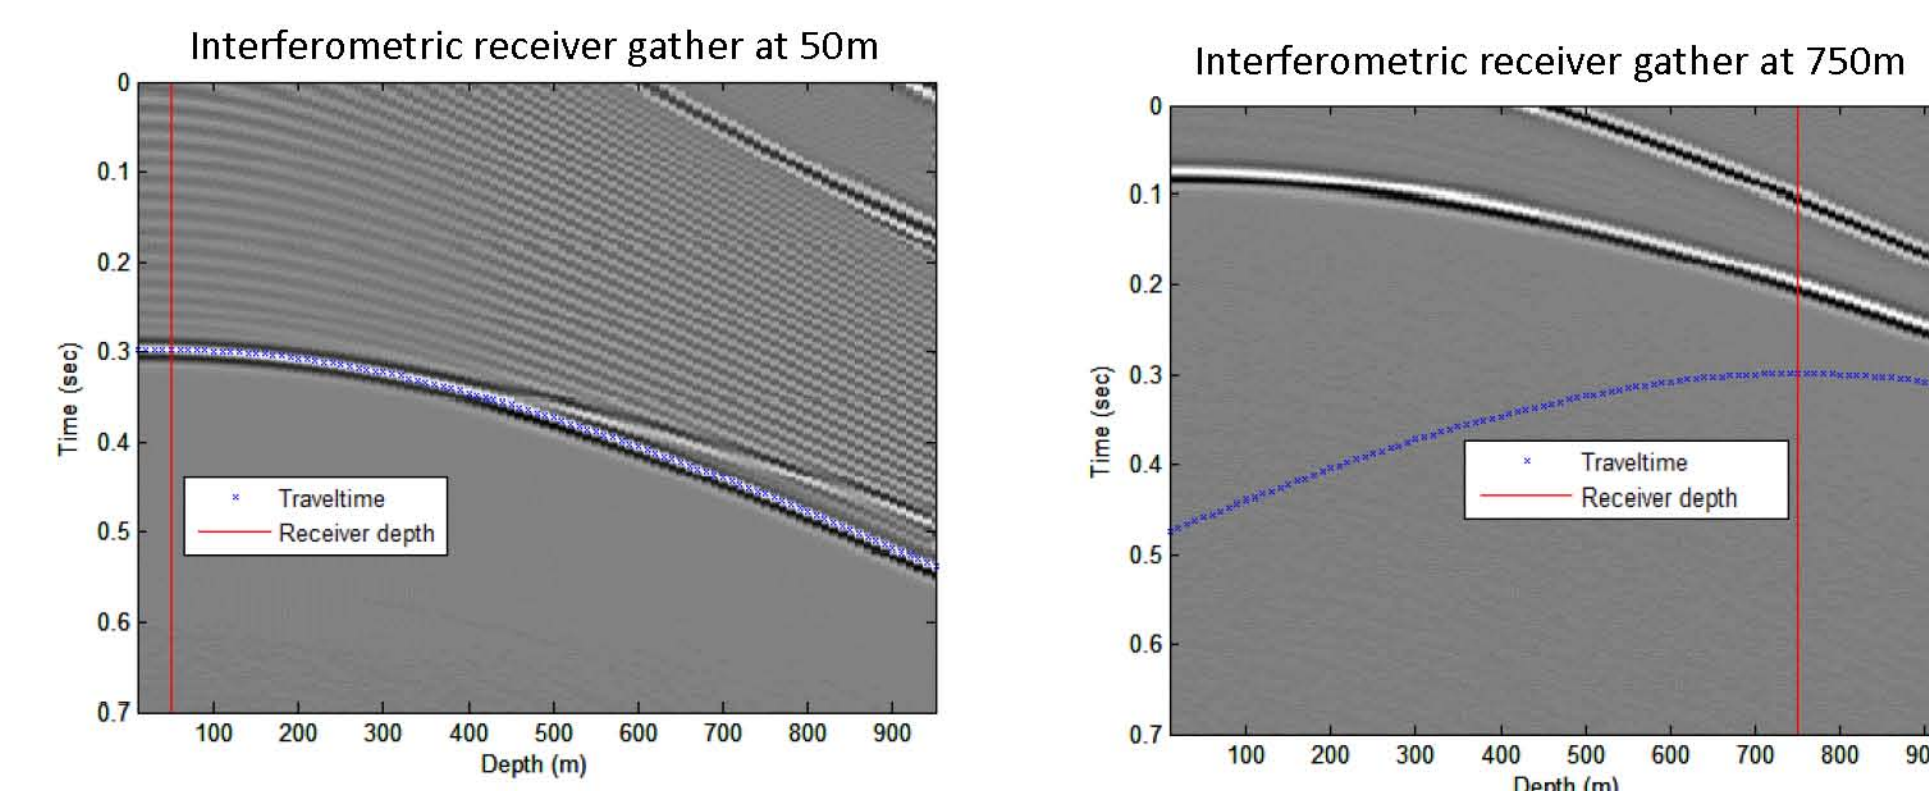 Interferometric receiver gather at 50m
0
0.1
0.2
0.3
0.4
0.5
0.6
0.7
Time (sec)
Traveltime
Receiver depth
100 200 300 400 500 600 700 800 900
Depth (m)
Interferometric receiver gather at 750m
0
0.1
0.2
0.3
0.4
0.5
0.6
0.7
Time (sec)
Traveltime
Receiver depth
100 200 300 400 500 600 700 800 90
Depth (m)